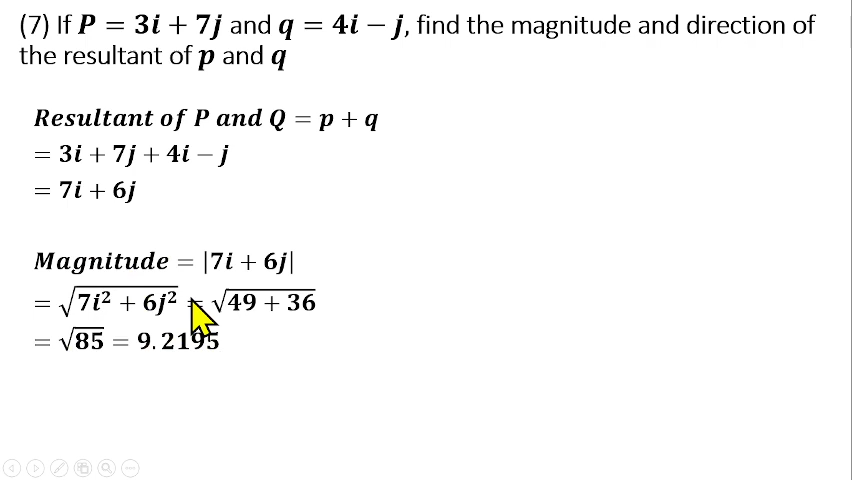 (7) If P = 3i + 7j and q = 4i − j, find the magnitude and direction of
the resultant of p and q
Resultant of P and Q = p + q
= 3i + 7j + 4i − j
= 7i + 6j
Magnitude = |7i + 6j|
= √7i² + 6j² = √49 + 36
= √85 = 9.2195